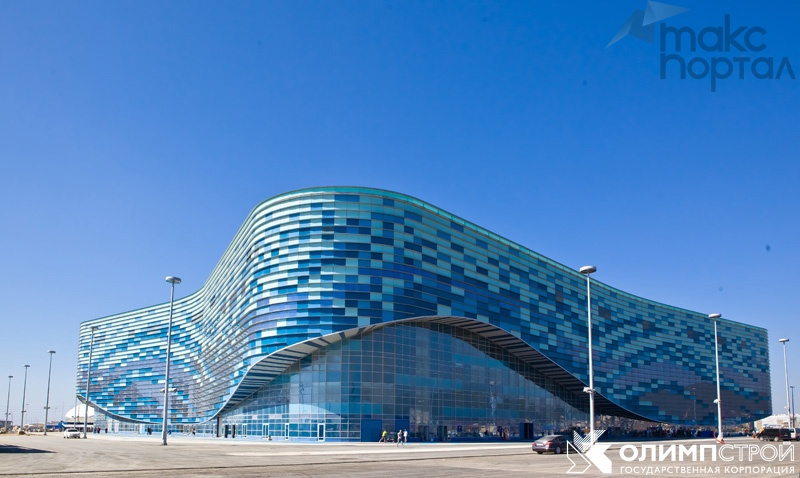 макс
портал
ОЛИМПСТРОЙ
ГОСУДАРСТВЕННАЯ КОРПОРАЦИЯ